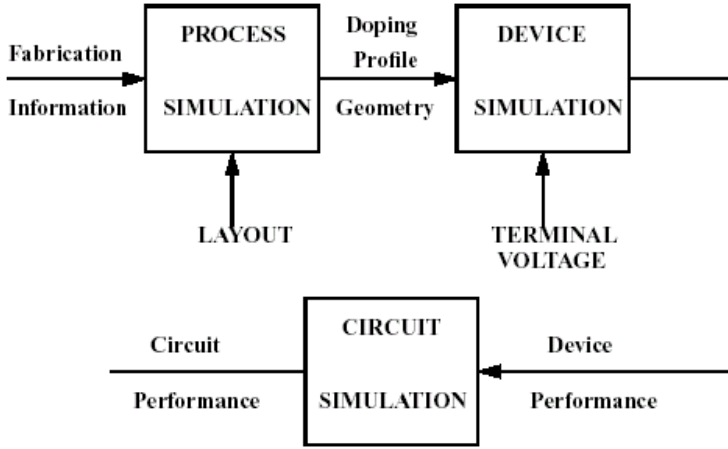 PROCESS
SIMULATION
Fabrication
Information
Doping
Profile
Geometry
DEVICE
SIMULATION
LAYOUT
TERMINAL
VOLTAGE
CIRCUIT
SIMULATION
Circuit
Performance
Device
Performance